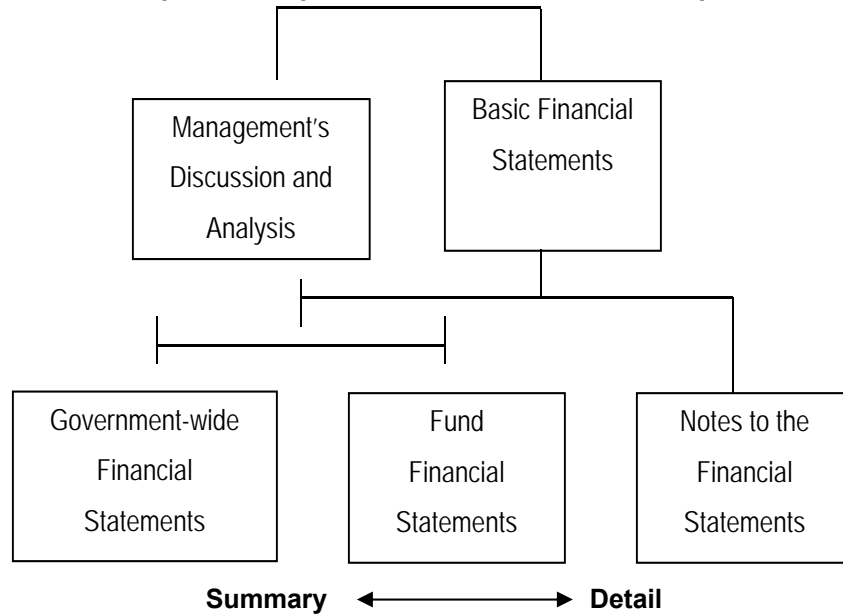 Management's
Discussion and
Analysis
Basic Financial
Statements
Government-wide
Financial
Statements
Fund
Financial
Statements
Notes to the
Financial
Statements
Summary
Detail